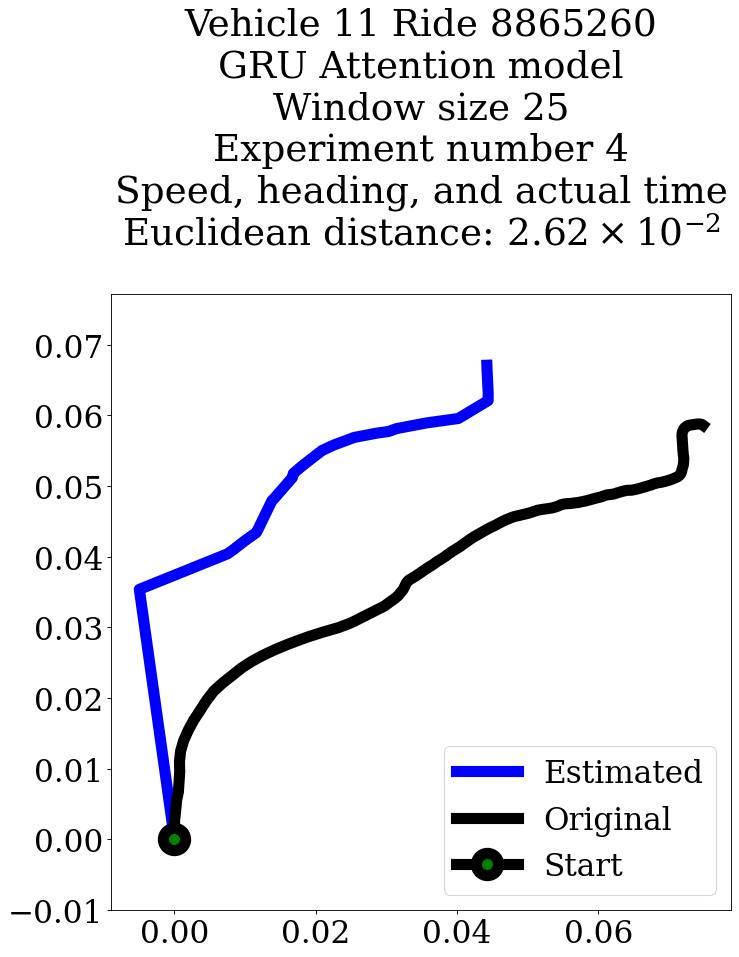 Vehicle 11 Ride 8865260
GRU Attention model
Window size 25
Experiment number 4
Speed, heading, and actual time
Euclidean distance: 2.62 × 10⁻²
0.07
0.06
0.05
0.04
0.03
0.02
0.01
0.00
−0.01
0.00 0.02 0.04 0.06
Estimated
Original
Start